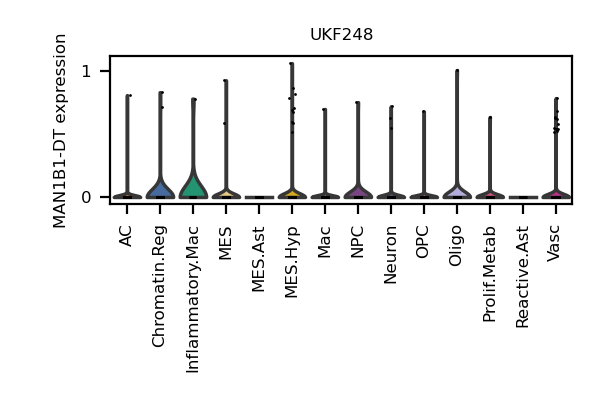 UKF248
MAN1B1-DT expression
1
0
AC
Chromatin.Reg
Inflammatory.Mac
MES
MES.Ast
MES.Hyp
Mac
NPC
Neuron
OPC
Oligo
Prolif.Metab
Reactive.Ast
Vasc